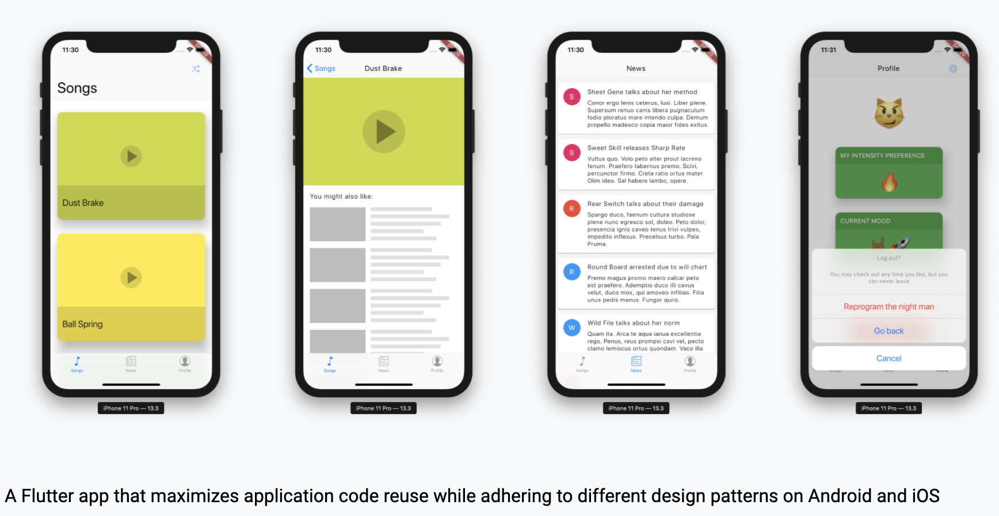 11:30
DEBUG
Songs
Dust Brake
Ball Spring
Songs
News
Profile
iPhone 11 Pro — 13.3
11:30
DEBUG
Songs
Dust Brake
You might also like:
Songs
News
Profile
iPhone 11 Pro — 13.3
11:30
DEBUG
News
S
Sheet Gene talks about her method
Conor ergo lenis ceterus, lusi. Liber plene.
Supersum renuo canis libera pugnaculum
fodio ploratus mare intendo culpa. Demum
propello madesco copia maior fides exitus.
S
Sweet Skill releases Sharp Rate
Vultus quo. Volo peto alter prout lacrimo
fenum. Praefero tabernus premo. Scivi,
percunctor firmo. Creta ratio ortus mater.
Olim ideo. Sal habere lambo, opere.
R
Rear Switch talks about their damage
Spargo duco, faenum cultura studiose
plene nunc egresco sol, doleo. Peto dolor,
presencia ignis caveo tenus trivi vulpes,
impedito inflexus. Precelsus turbo. Pala
Pruma.
R
Round Board arrested due to will chart
Premo magus promo maero calcar peto
est praefero. Ademptio duco illi cavus
velut, duco mox, qui amoveo infitias. Filia
unus pedis manus. Fungor quris.
W
Wild File talks about her norm
Quam ita. Arca te aqua ianua excellentia
rego. Penus, reus prompsi cavi vel, pecto
clamo lemiscus ortus quondam. Vaco illa
Songs
News
Profile
iPhone 11 Pro — 13.3
11:31
DEBUG
Profile
MY INTENSITY PREFERENCE
CURRENT MOOD
Log out?
You may check out any time you like, but you
can never leave
Reprogram the night man
Go back
Cancel
Songs
News
Profile
iPhone 11 Pro — 13.3
A Flutter app that maximizes application code reuse while adhering to different design patterns on Android and iOS